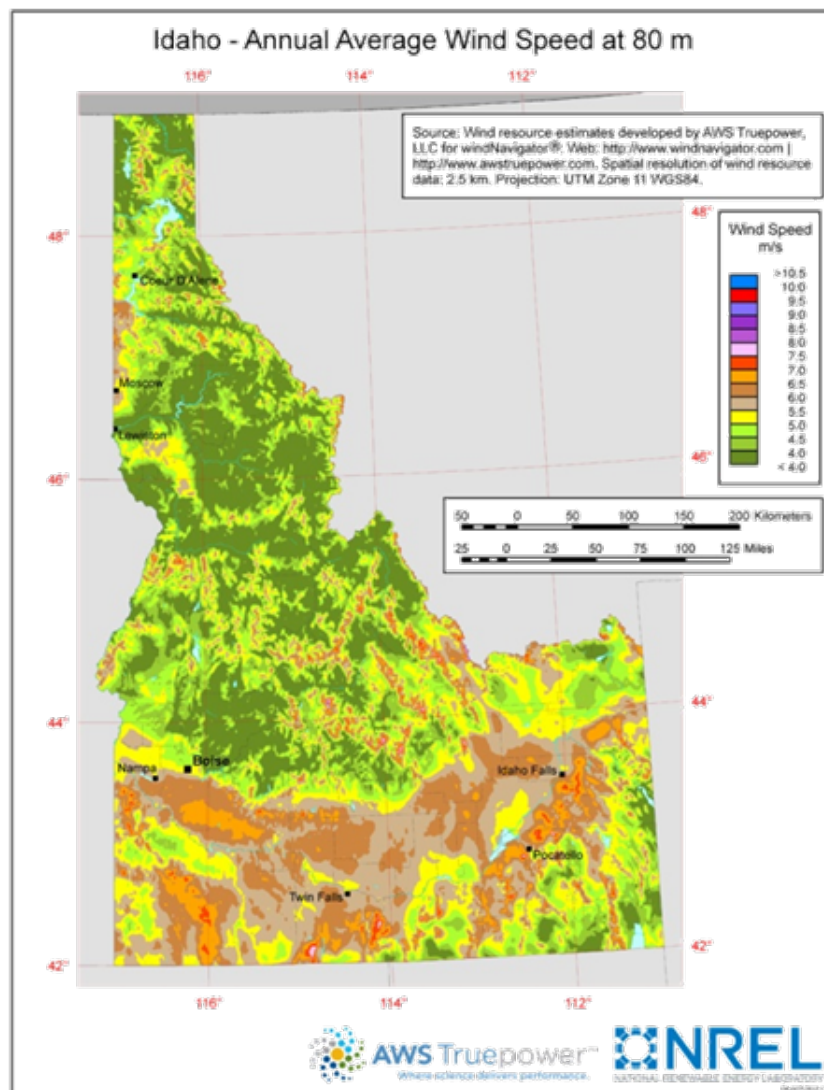 Idaho - Annual Average Wind Speed at 80 m
116°
114°
112°
Source: Wind resource estimates developed by AWS Truepower,
LLC for windNavigator®. Web: http://www.windnavigator.com |
http://www.awstruepower.com. Spatial resolution of wind resource
data: 2.5 km. Projection: UTM Zone 11 WGS84.
48°
48°
Wind Speed
m/s
>10.5
10.0
9.5
9.0
8.5
8.0
7.5
7.0
6.5
6.0
5.5
5.0
4.5
4.0
< 4.0
Coeur D'Alene
Moscow
Lewiston
46°
46°
50 0 50 100 150 200 Kilometers
25 0 25 50 75 100 125 Miles
44°
44°
Boise
Nampa
Idaho Falls
Pocatello
Twin Falls
42°
42°
116°
114°
112°
AWS Truepower
Where science delivers performance.
NREL
NATIONAL RENEWABLE ENERGY LABORATORY